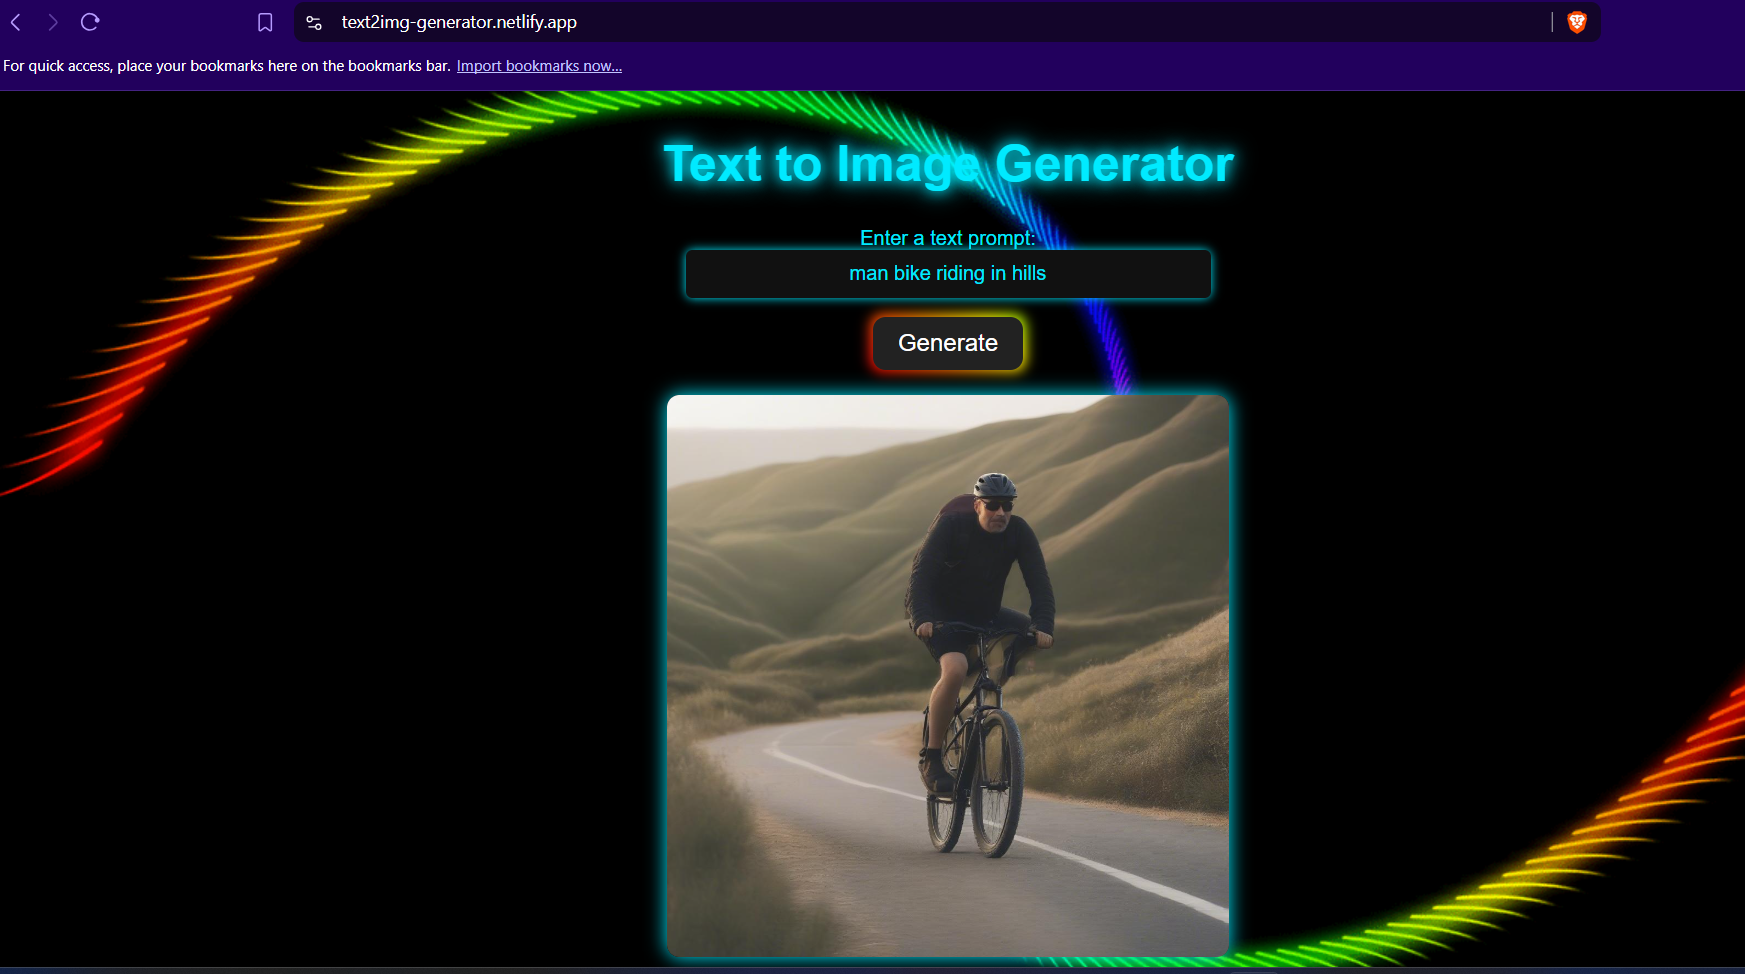 text2img-generator.netlify.app
For quick access, place your bookmarks here on the bookmarks bar. Import bookmarks now...
Text to Image Generator
Enter a text prompt:
man bike riding in hills
Generate